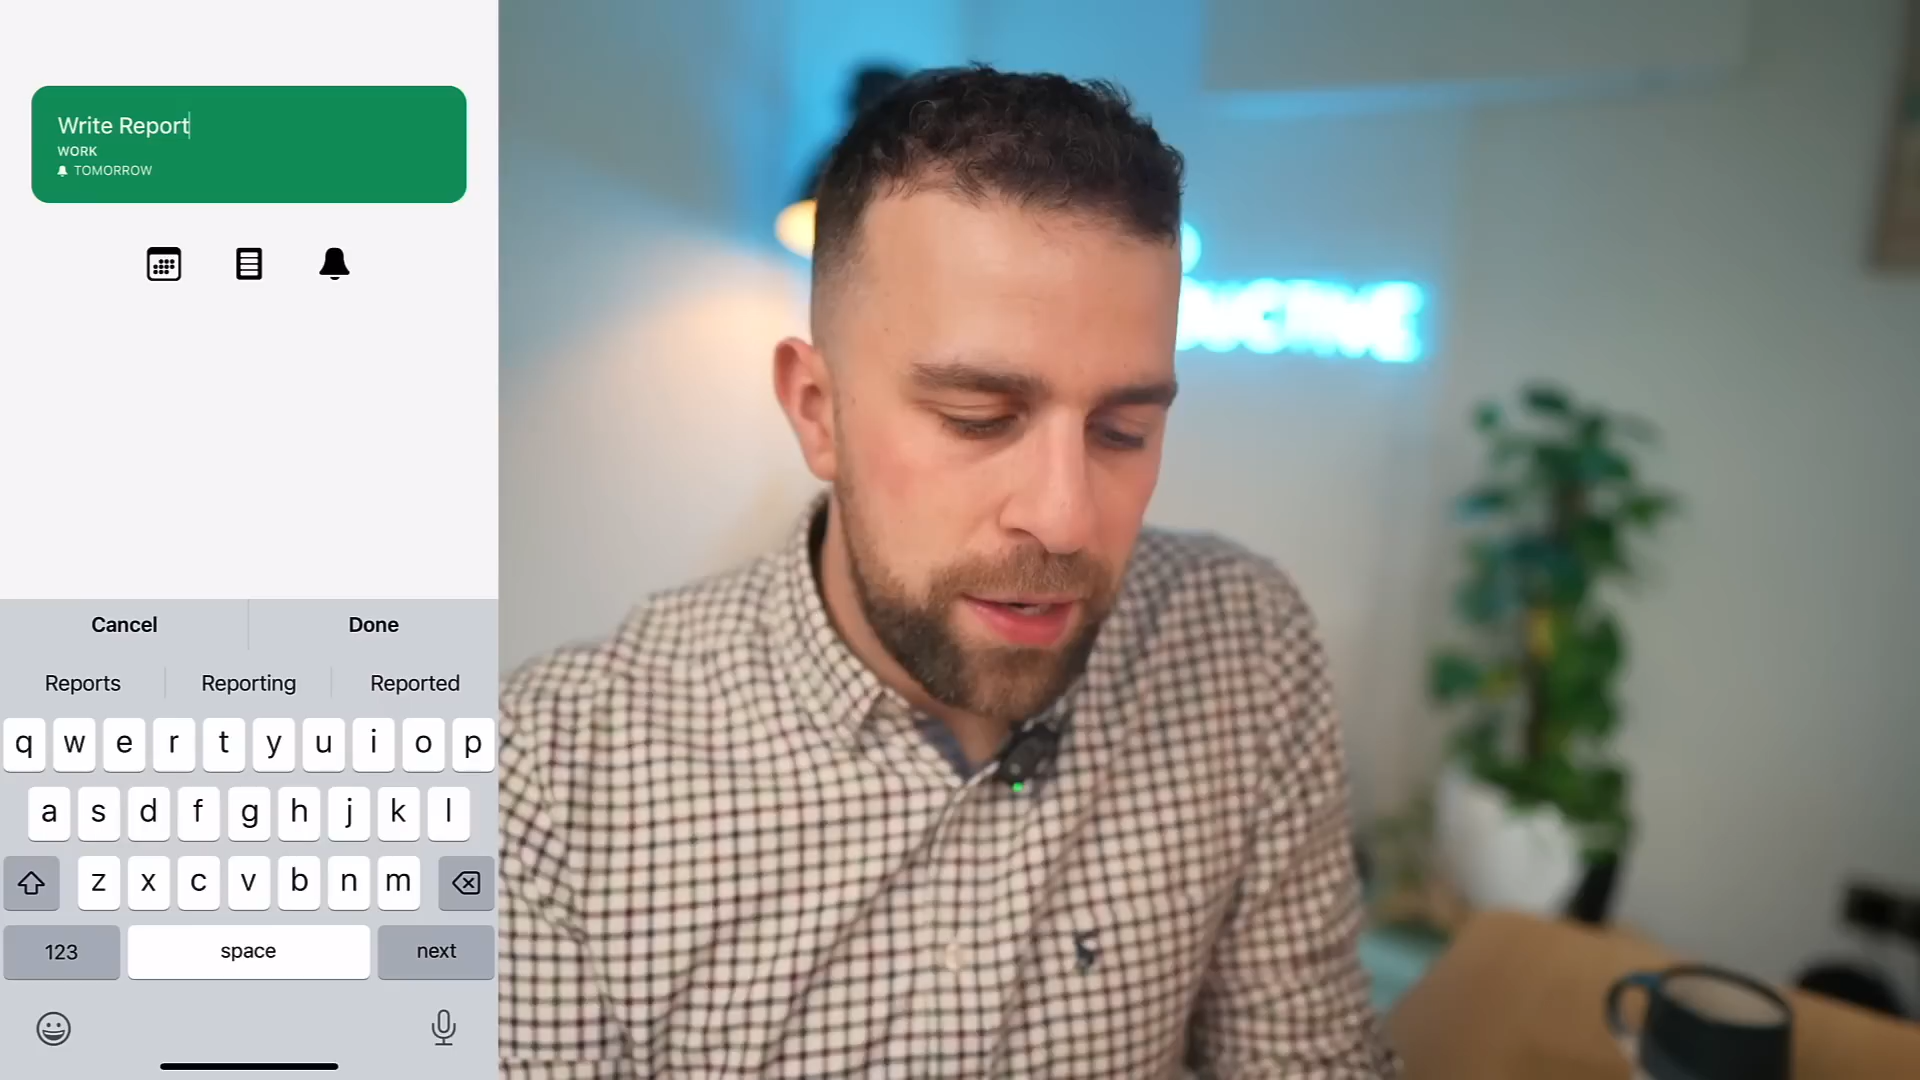 Write Report
WORK
TOMORROW
Cancel
Done
Reports
Reporting
Reported
q w e r t y u i o p
a s d f g h j k l
z x c v b n m
123
space
next